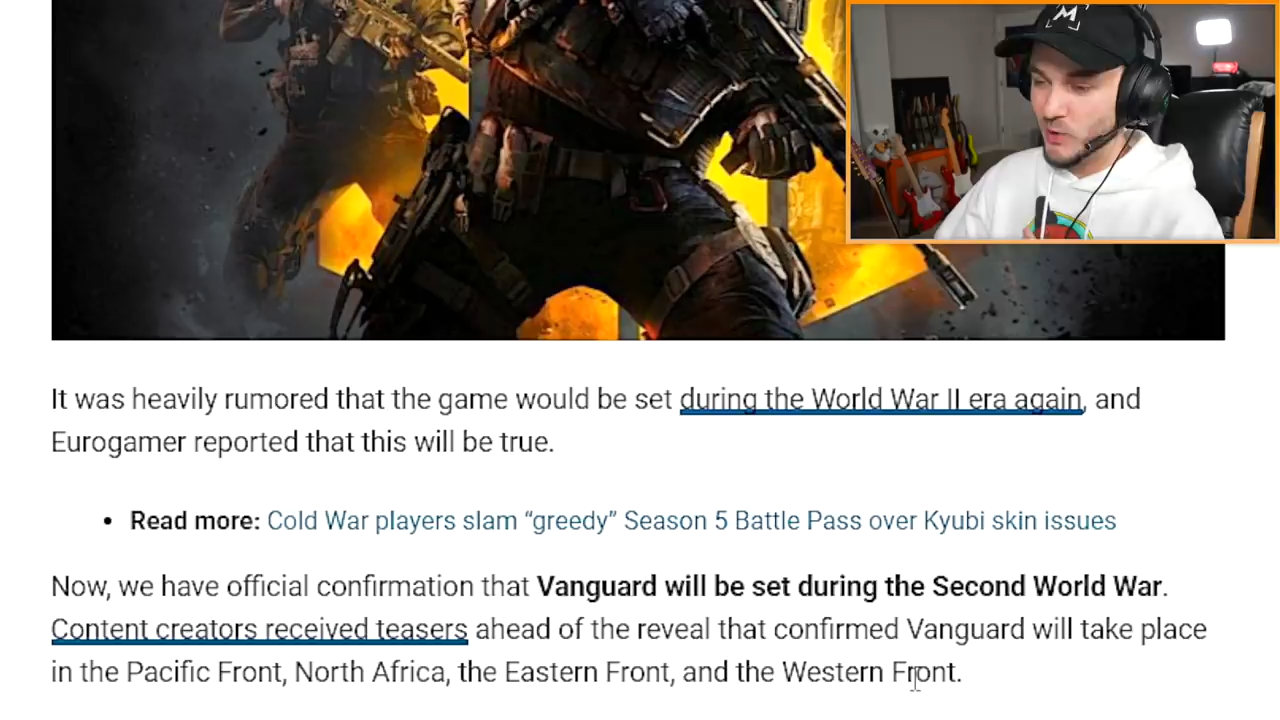 M
It was heavily rumored that the game would be set during the World War II era again, and
Eurogamer reported that this will be true.
• Read more: Cold War players slam “greedy” Season 5 Battle Pass over Kyubi skin issues
Now, we have official confirmation that Vanguard will be set during the Second World War.
Content creators received teasers ahead of the reveal that confirmed Vanguard will take place
in the Pacific Front, North Africa, the Eastern Front, and the Western Front.